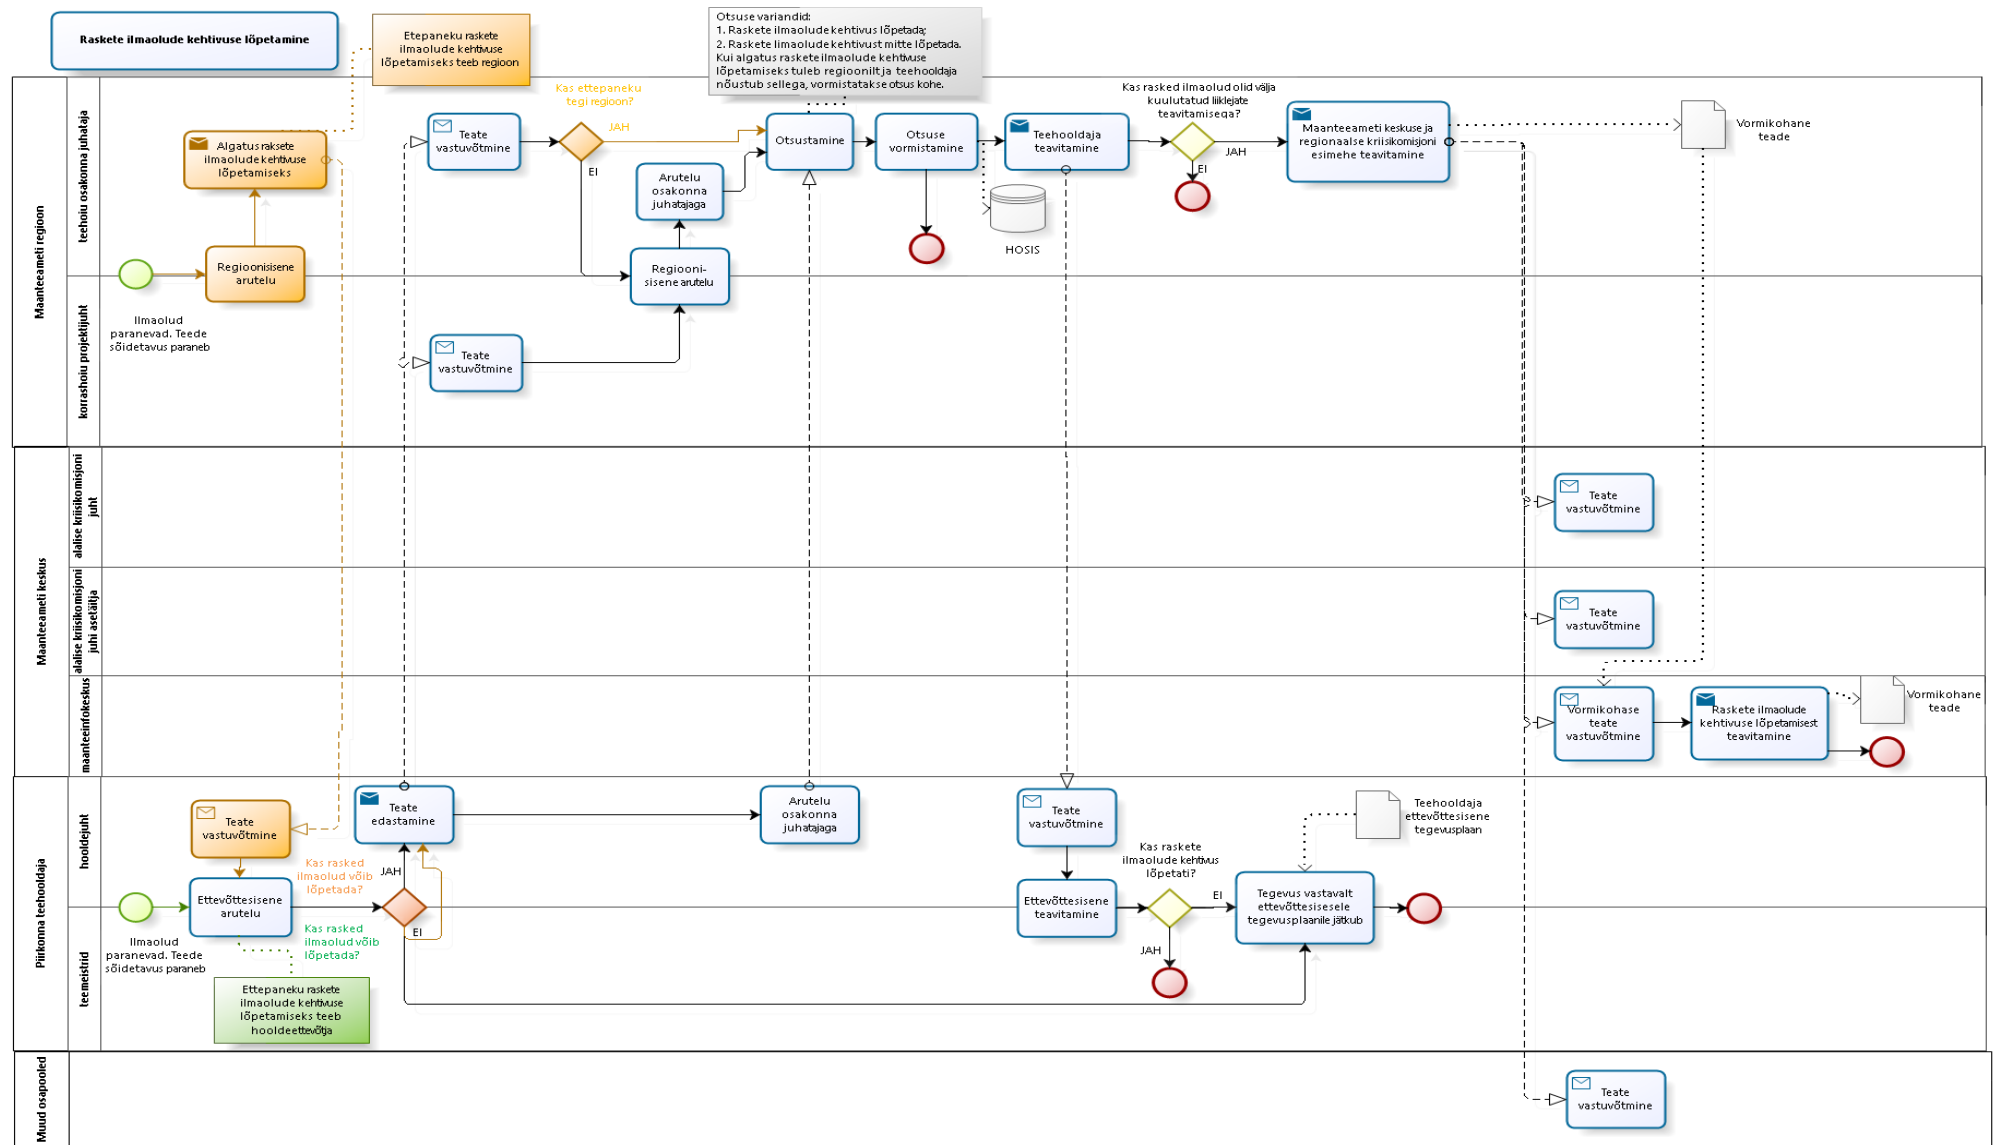 Raskete ilmaolude kehtivuse lõpetamine
Etepaneku raskete
ilmaolude kehtivuse
lõpetamiseks teeb regioon
Otsuse variandid:
1. Raskete ilmaolude kehtivus lõpetada;
2. Raskete limaolude kehtivust mitte lõpetada.
Kui algatus raskete ilmaolude kehtivuse
lõpetamiseks tuleb regioonilt ja teehooldaja
nõustub sellega, vormistatakse otsus kohe.
Maanteeameti regioon
teehoiu osakonna juhataja
Algatus raksete
ilmaolude kehtivuse
lõpetamiseks
Regioonisisene
arutelu
Teate
vastuvõtmine
Kas ettepaneku
tegi regioon?
JAH
EI
Arutelu
osakonna
juhatajaga
Regiooni-
sisene arutelu
Otsustamine
Otsuse
vormistamine
HOSIS
Teehooldaja
teavitamine
Kas rasked ilmaolud olid välja
kuulutatud liiklejate
teavitamisega?
JAH
EI
Maanteeameti keskuse ja
regionaalse kriisikomisjoni
esimehe teavitamine
Vormikohane
teade
korrashoiu projektijuht
Ilmaolud
paranevad. Teede
sõidetavus paraneb
Teate
vastuvõtmine
Maanteeameti keskus
alalise kriisikomisjoni
juht
Teate
vastuvõtmine
alalise kriisikomisjoni
juhi asetäitja
Teate
vastuvõtmine
maanteeinfokeskus
Vormikohase
teate
vastuvõtmine
Raskete ilmaolude
kehtivuse lõpetamisest
teavitamine
Vormikohane
teade
Piirkonna teehooldaja
hooldejuht
Teate
vastuvõtmine
Teate
edastamine
Arutelu
osakonna
juhatajaga
Teate
vastuvõtmine
Teehooldaja
ettevõttesisene
tegevusplaan
Kas rasked
ilmaolud võib
lõpetada?
JAH
EI
Ettevõttesisene
arutelu
Kas rasked
ilmaolud võib
lõpetada?
Ettevõttesisene
teavitamine
Kas raskete
ilmaolude kehtivus
lõpetati?
EI
JAH
Tegevus vastavalt
ettevõttesisesele
tegevusplaanile jätkub
teemeistrid
Ilmaolud
paranevad. Teede
sõidetavus paraneb
Ettepaneku raskete
ilmaolude kehtivuse
lõpetamiseks teeb
hooldeettevõtja
Muud osapooled
Teate
vastuvõtmine